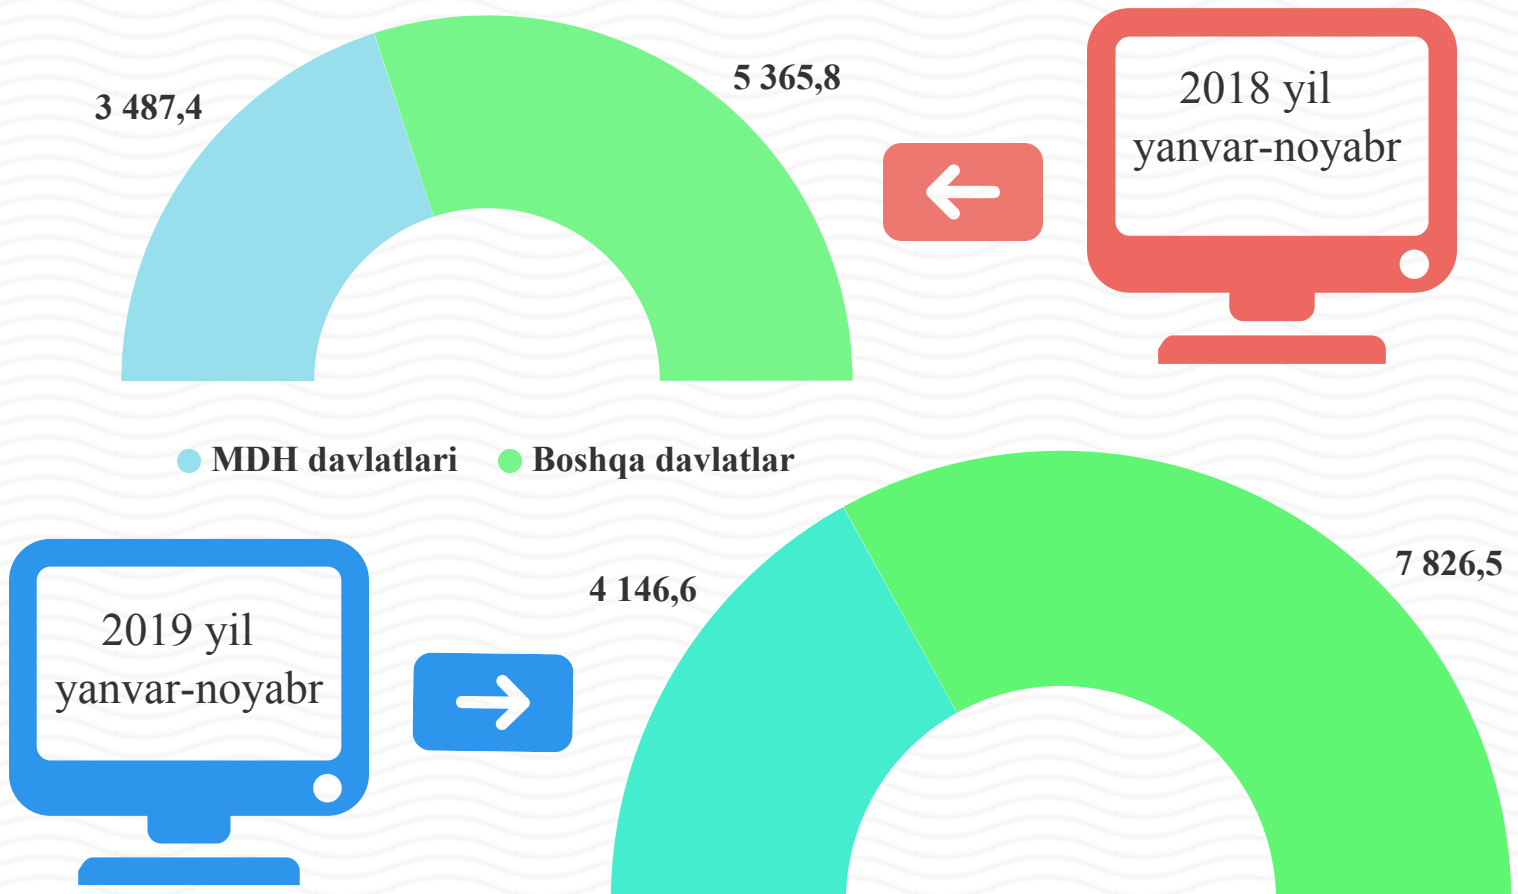 3 487,4
5 365,8
2018 yil
yanvar-noyabr
MDH davlatlari
Boshqa davlatlar
2019 yil
yanvar-noyabr
4 146,6
7 826,5